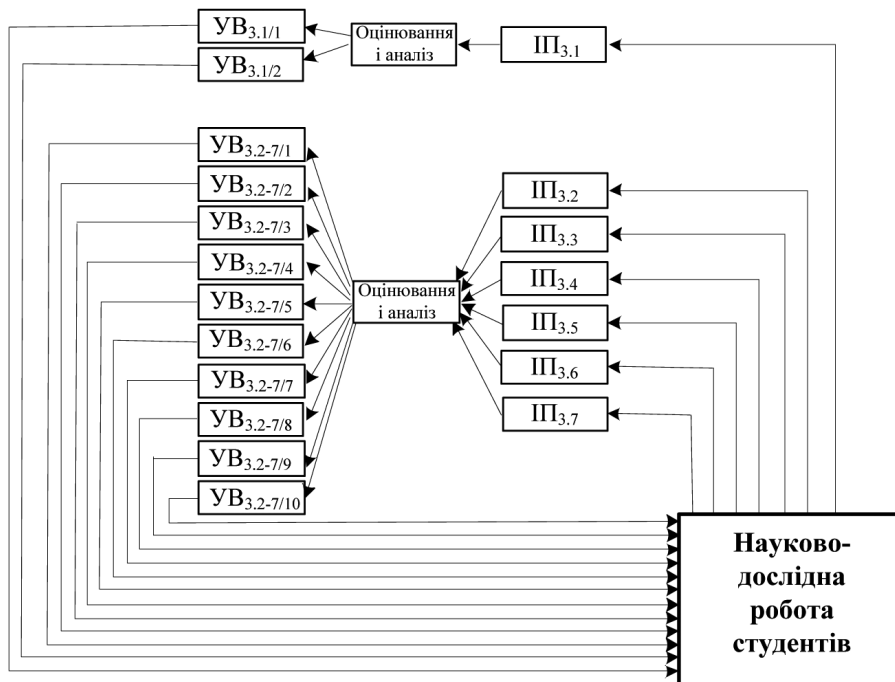 УВ3.1/1
Оцінювання
і аналіз
ІП3.1
УВ3.1/2
УВ3.2-7/1
УВ3.2-7/2
УВ3.2-7/3
УВ3.2-7/4
УВ3.2-7/5
УВ3.2-7/6
УВ3.2-7/7
УВ3.2-7/8
УВ3.2-7/9
УВ3.2-7/10
Оцінювання
і аналіз
ІП3.2
ІП3.3
ІП3.4
ІП3.5
ІП3.6
ІП3.7
Науково-
дослідна
робота
студентів